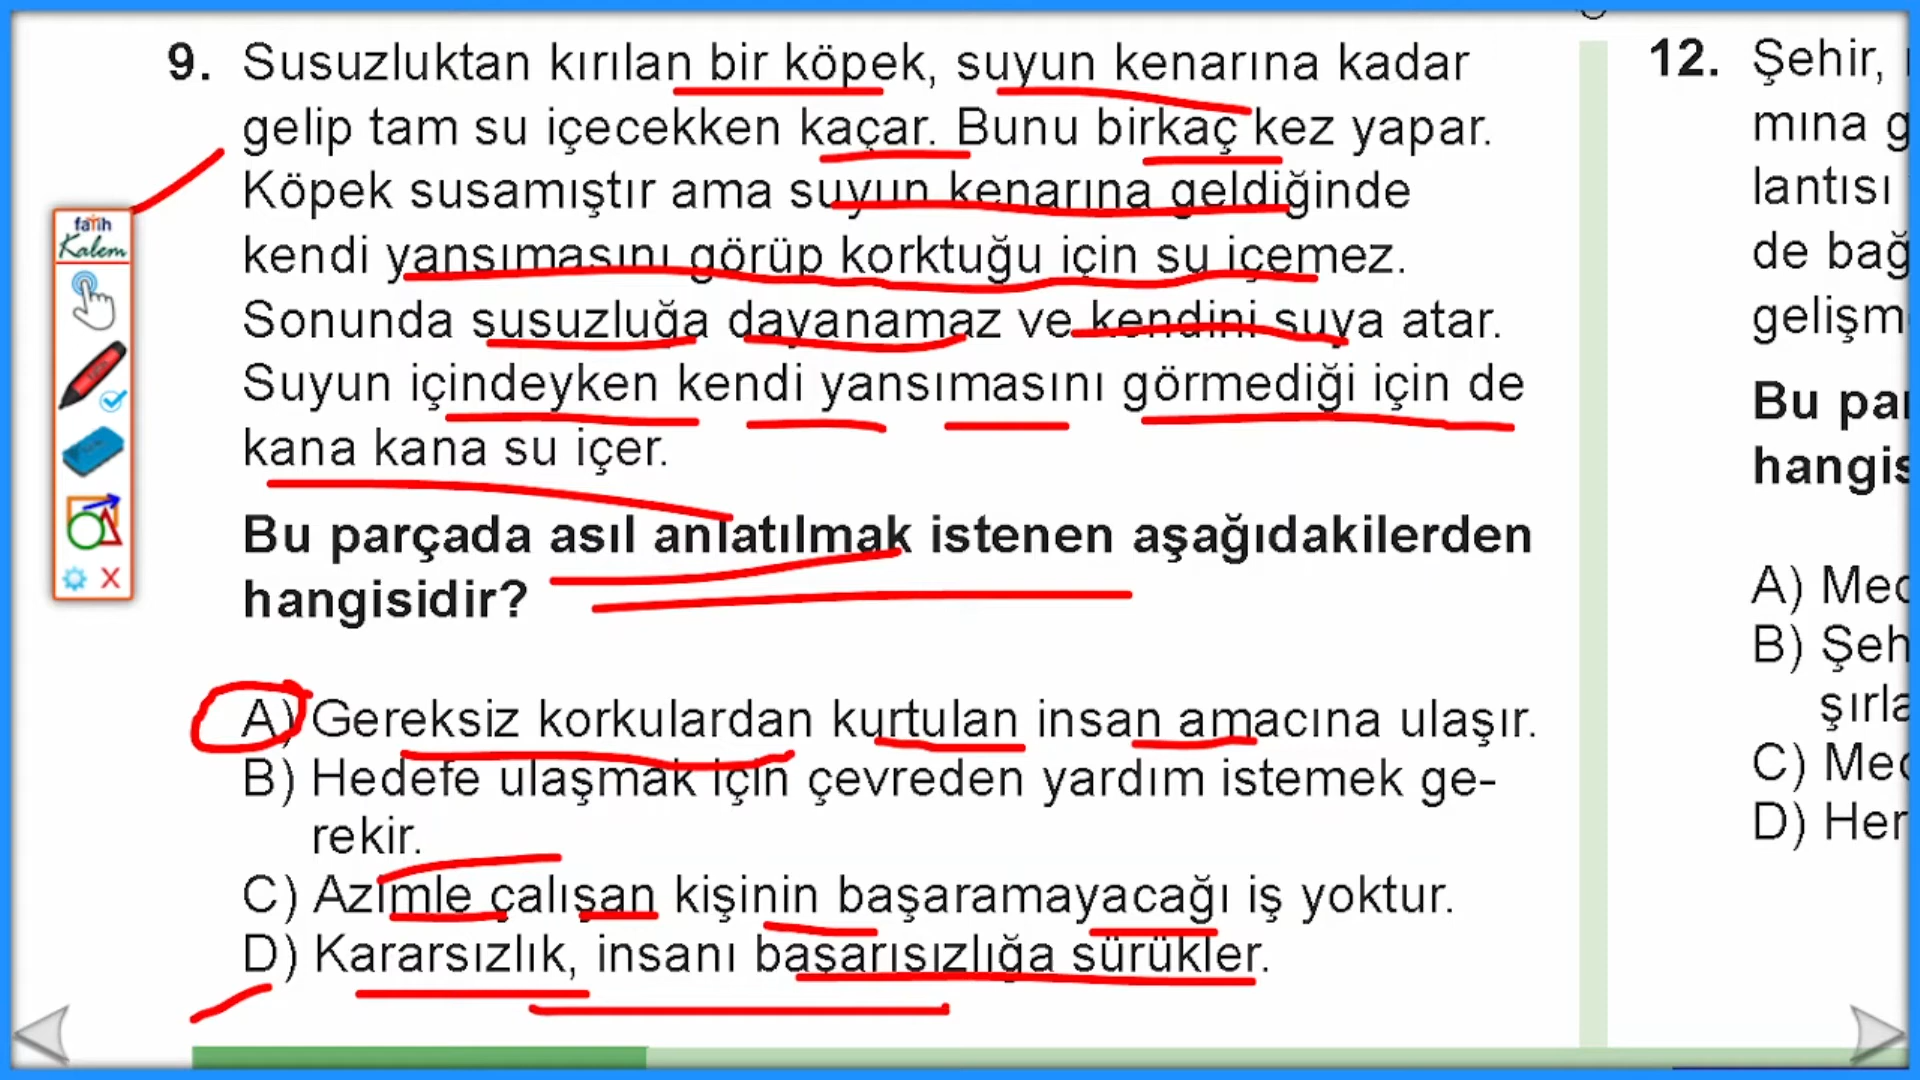 9. Susuzluktan kırılan bir köpek, suyun kenarına kadar
gelip tam su içecekken kaçar. Bunu birkaç kez yapar.
Köpek susamıştır ama suyun kenarına geldiğinde
kendi yansımasını görüp korktuğu için su içemez.
Sonunda susuzluğa dayanamaz ve kendini suya atar.
Suyun içindeyken kendi yansımasını görmediği için de
kana kana su içer.
Bu parçada asıl anlatılmak istenen aşağıdakilerden
hangisidir?
A) Gereksiz korkulardan kurtulan insan amacına ulaşır.
B) Hedefe ulaşmak için çevreden yardım istemek ge-
rekir.
C) Azimle çalışan kişinin başaramayacağı iş yoktur.
D) Kararsızlık, insanı başarısızlığa sürükler.
fatih
Kalem
X
12. Şehir,
mına g
lantısı
de bağ
gelişm
Bu pa
hangis
A) Med
B) Şeh
şırla
C) Med
D) Her